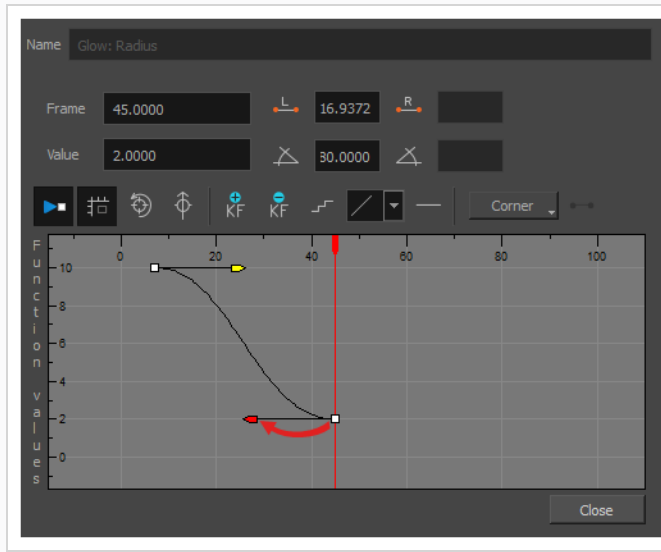 Name Glow: Radius
Frame 45.0000 L 16.9372 R
Value 2.0000 30.0000
KF KF Corner
Function values
0 20 40 60 80 100
10
8
6
4
2
0
Close